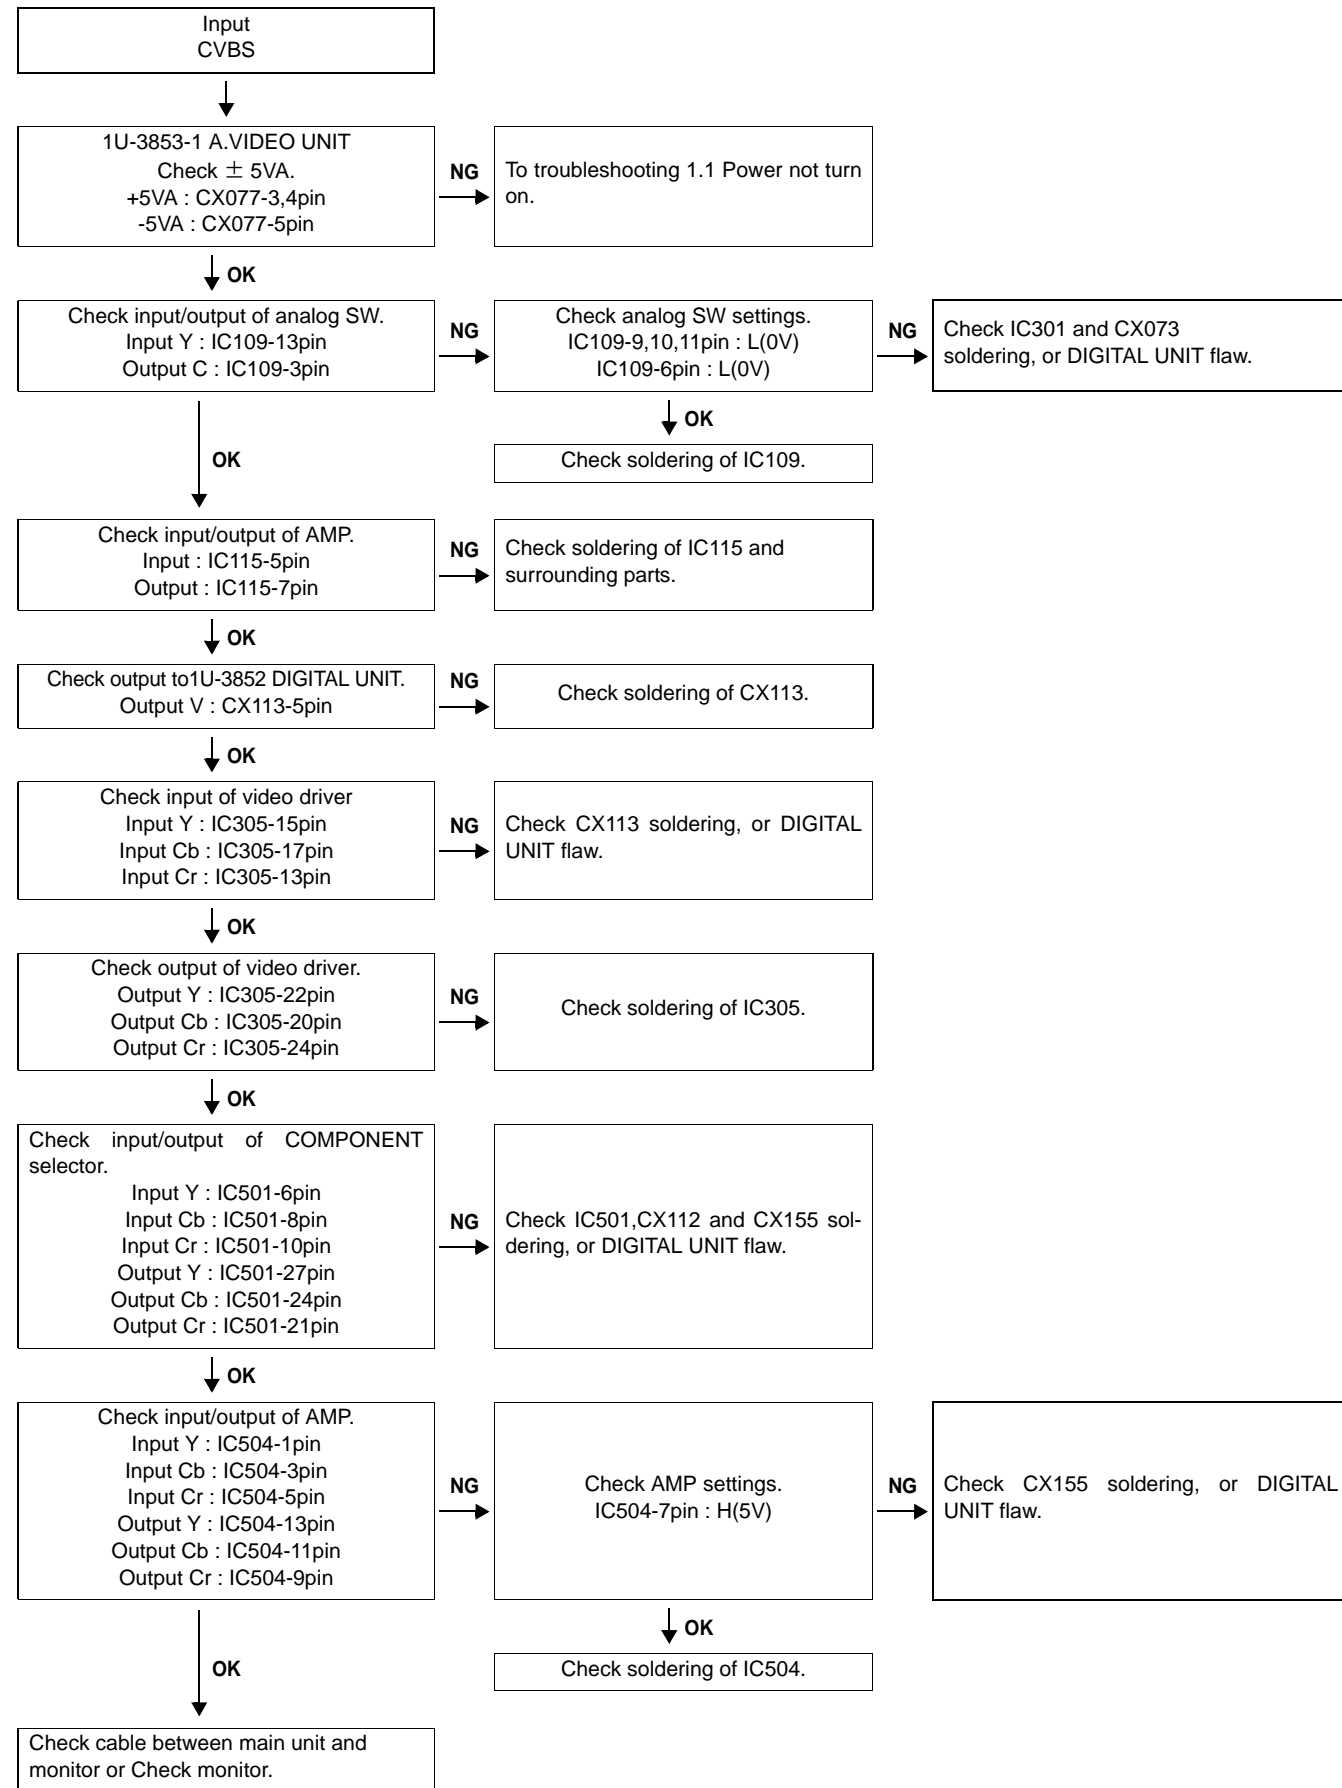 Input
CVBS
1U-3853-1 A.VIDEO UNIT
Check ± 5VA.
+5VA : CX077-3,4pin
-5VA : CX077-5pin
NG
To troubleshooting 1.1 Power not turn
on.
OK
Check input/output of analog SW.
Input Y : IC109-13pin
Output C : IC109-3pin
NG
Check analog SW settings.
IC109-9,10,11pin : L(0V)
IC109-6pin : L(0V)
NG
Check IC301 and CX073
soldering, or DIGITAL UNIT flaw.
OK
Check soldering of IC109.
OK
Check input/output of AMP.
Input : IC115-5pin
Output : IC115-7pin
NG
Check soldering of IC115 and
surrounding parts.
OK
Check output to1U-3852 DIGITAL UNIT.
Output V : CX113-5pin
NG
Check soldering of CX113.
OK
Check input of video driver
Input Y : IC305-15pin
Input Cb : IC305-17pin
Input Cr : IC305-13pin
NG
Check CX113 soldering, or DIGITAL
UNIT flaw.
OK
Check output of video driver.
Output Y : IC305-22pin
Output Cb : IC305-20pin
Output Cr : IC305-24pin
NG
Check soldering of IC305.
OK
Check input/output of COMPONENT
selector.
Input Y : IC501-6pin
Input Cb : IC501-8pin
Input Cr : IC501-10pin
Output Y : IC501-27pin
Output Cb : IC501-24pin
Output Cr : IC501-21pin
NG
Check IC501,CX112 and CX155 sol-
dering, or DIGITAL UNIT flaw.
OK
Check input/output of AMP.
Input Y : IC504-1pin
Input Cb : IC504-3pin
Input Cr : IC504-5pin
Output Y : IC504-13pin
Output Cb : IC504-11pin
Output Cr : IC504-9pin
NG
Check AMP settings.
IC504-7pin : H(5V)
NG
Check CX155 soldering, or DIGITAL
UNIT flaw.
OK
Check soldering of IC504.
OK
Check cable between main unit and
monitor or Check monitor.